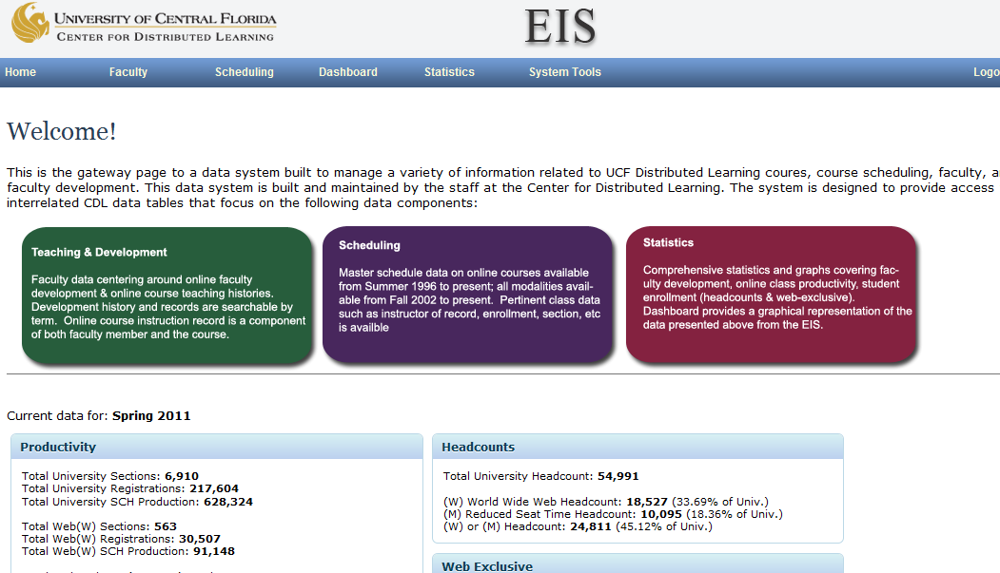 UNIVERSITY OF CENTRAL FLORIDA
CENTER FOR DISTRIBUTED LEARNING
EIS
Home Faculty Scheduling Dashboard Statistics System Tools Logo
Welcome!
This is the gateway page to a data system built to manage a variety of information related to UCF Distributed Learning coures, course scheduling, faculty, a
faculty development. This data system is built and maintained by the staff at the Center for Distributed Learning. The system is designed to provide access
interrelated CDL data tables that focus on the following data components:
Teaching & Development
Faculty data centering around online faculty
development & online course teaching histories.
Development history and records are searchable by
term. Online course instruction record is a component
of both faculty member and the course.
Scheduling
Master schedule data on online courses available
from Summer 1996 to present; all modalities avail-
able from Fall 2002 to present. Pertinent class data
such as instructor of record, enrollment, section, etc
is availble
Statistics
Comprehensive statistics and graphs covering fac-
ulty development, online class productivity, student
enrollment (headcounts & web-exclusive).
Dashboard provides a graphical representation of the
data presented above from the EIS.
Current data for: Spring 2011
Productivity
Total University Sections: 6,910
Total University Registrations: 217,604
Total University SCH Production: 628,324
Total Web(W) Sections: 563
Total Web(W) Registrations: 30,507
Total Web(W) SCH Production: 91,148
Headcounts
Total University Headcount: 54,991
(W) World Wide Web Headcount: 18,527 (33.69% of Univ.)
(M) Reduced Seat Time Headcount: 10,095 (18.36% of Univ.)
(W) or (M) Headcount: 24,811 (45.12% of Univ.)
Web Exclusive